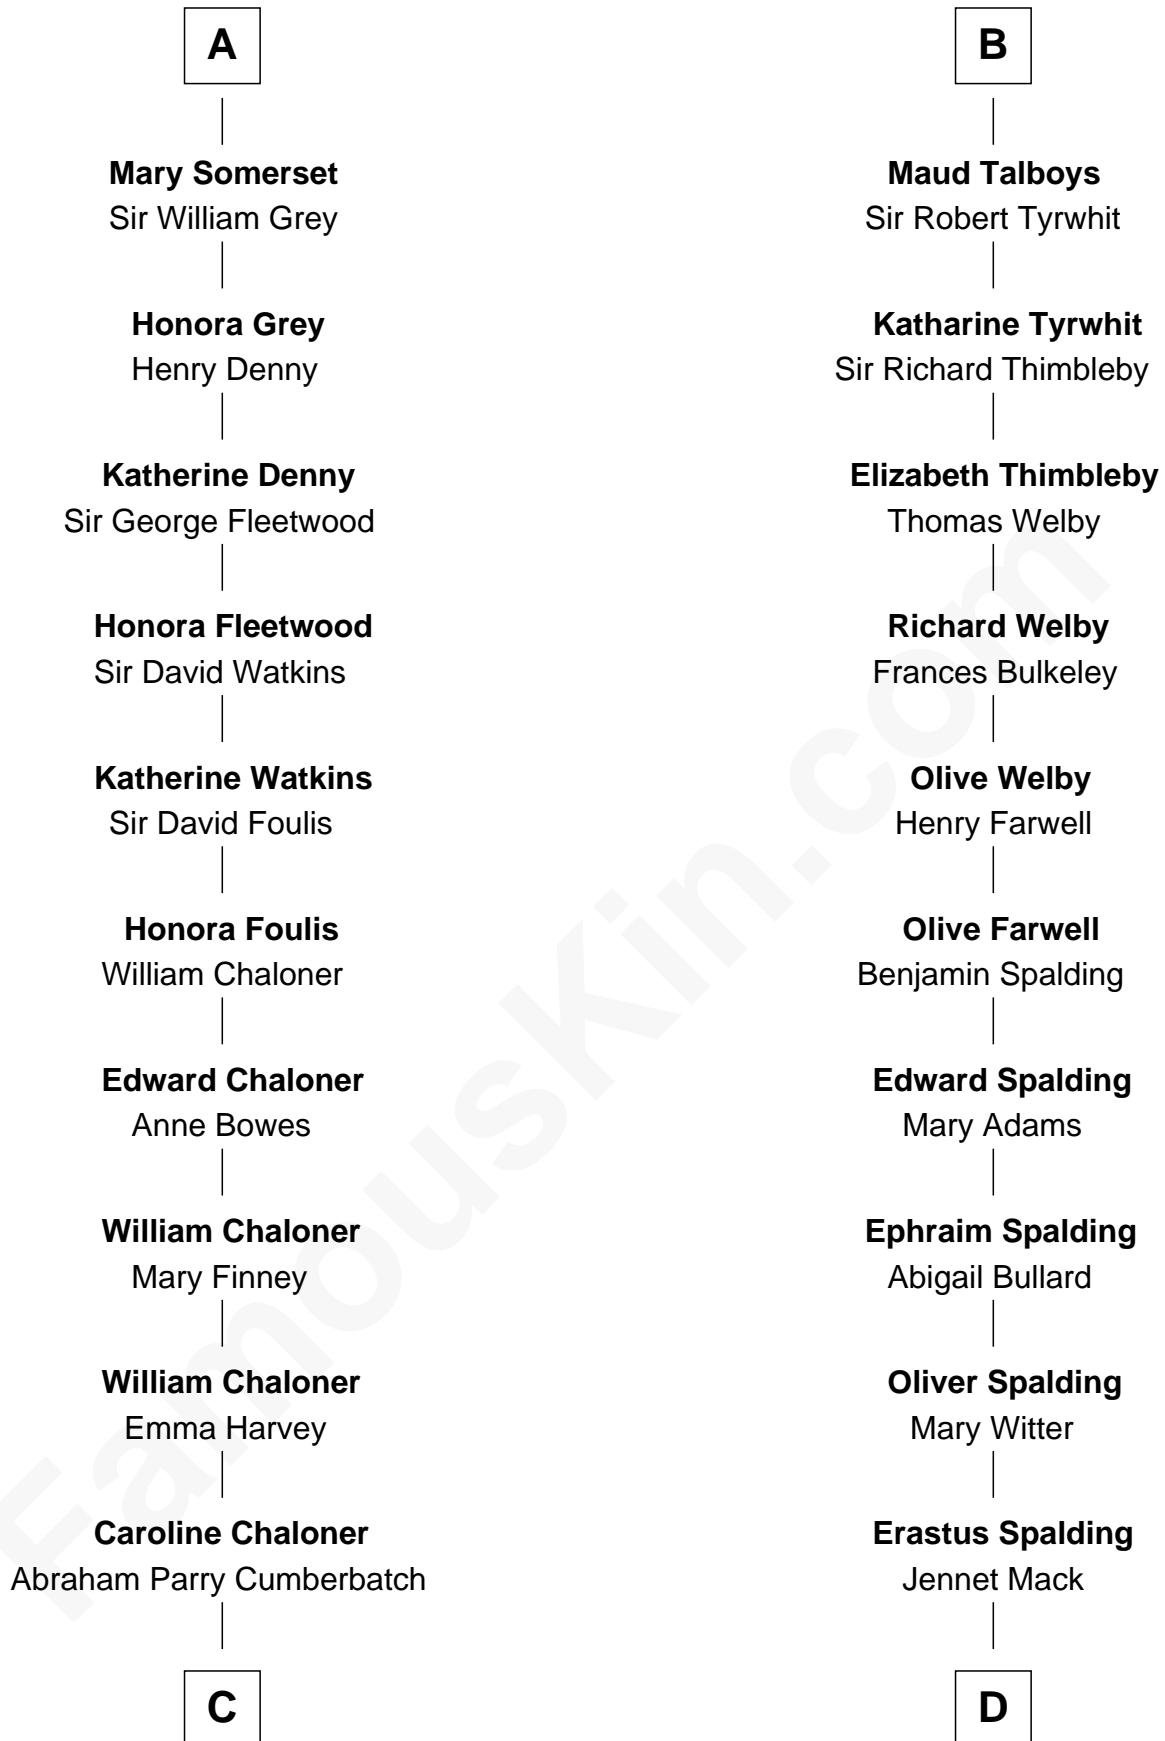 A
Mary Somerset
Sir William Grey
Honora Grey
Henry Denny
Katherine Denny
Sir George Fleetwood
Honora Fleetwood
Sir David Watkins
Katherine Watkins
Sir David Foulis
Honora Foulis
William Chaloner
Edward Chaloner
Anne Bowes
William Chaloner
Mary Finney
William Chaloner
Emma Harvey
Caroline Chaloner
Abraham Parry Cumberbatch
C
B
Maud Talboys
Sir Robert Tyrwhit
Katharine Tyrwhit
Sir Richard Thimbleby
Elizabeth Thimbleby
Thomas Welby
Richard Welby
Frances Bulkeley
Olive Welby
Henry Farwell
Olive Farwell
Benjamin Spalding
Edward Spalding
Mary Adams
Ephraim Spalding
Abigail Bullard
Oliver Spalding
Mary Witter
Erastus Spalding
Jennet Mack
D
FamousKin.com